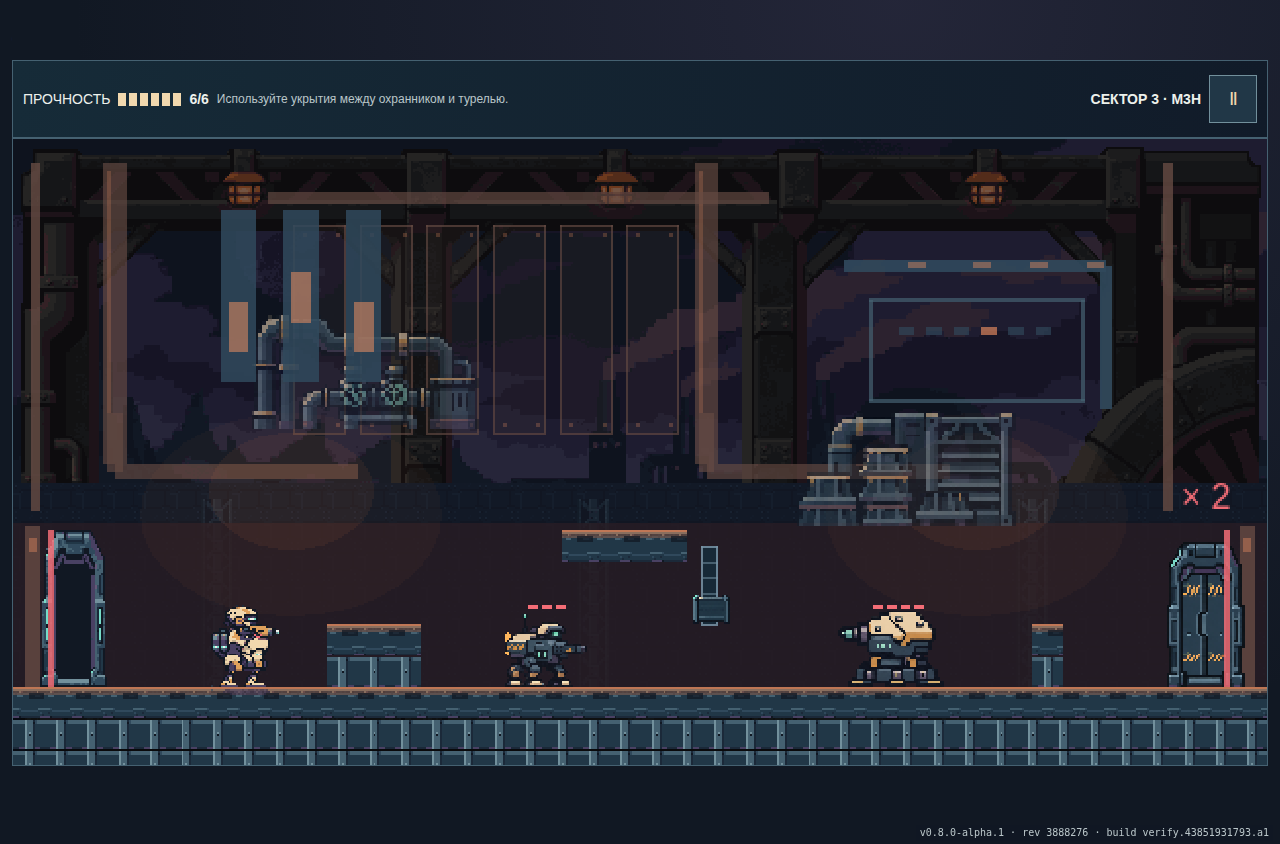 ПРОЧНОСТЬ 6/6 Используйте укрытия между охранником и турелью.
СЕКТОР 3 · МЗН
× 2
v0.8.0-alpha.1 · rev 3888276 · build verify.43851931793.a1